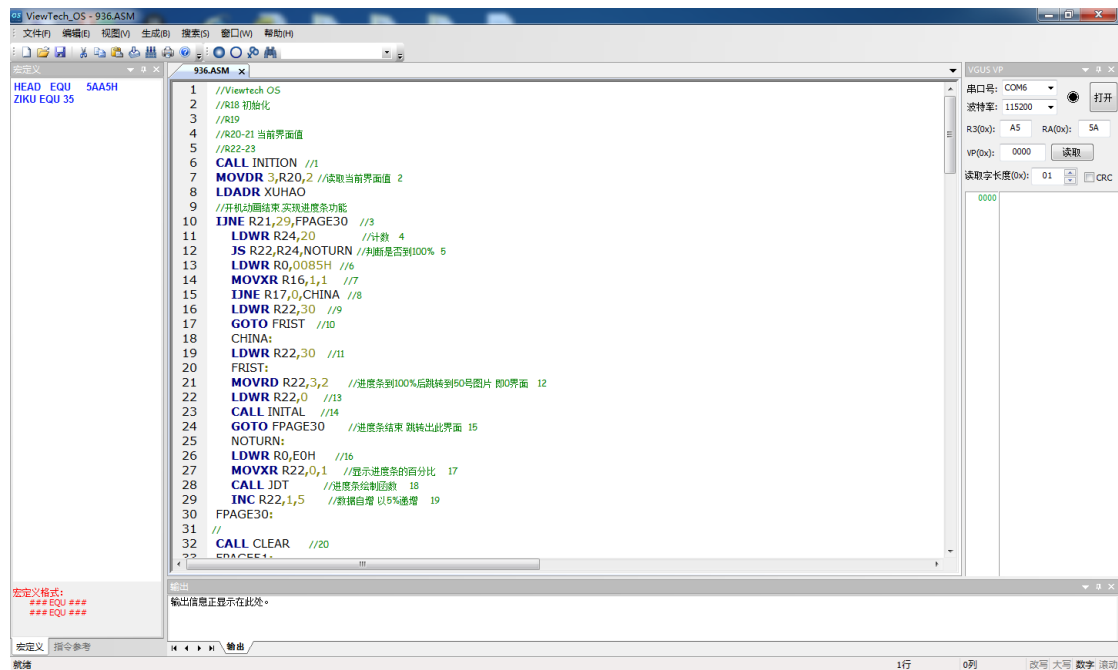 ViewTech_OS - 936.ASM
文件(F) 编辑(E) 视图(V) 生成(B) 搜索(S) 窗口(W) 帮助(H)
宏定义
HEAD EQU 5AA5H
ZIKU EQU 35
宏定义格式:
### EQU ###
### EQU ###
宏定义 指令参考
936.ASM x
1 //Viewtech OS
2 //R18 初始化
3 //R19
4 //R20-21 当前界面值
5 //R22-23
6 CALL INITION //1
7 MOVDR 3,R20,2 //读取当前界面值 2
8 LDADR XUHAO
9 //开机动画结束,实现进度条功能
10 IJNE R21,29,FPAGE30 //3
11 LDWR R24,20 //计数 4
12 JS R22,R24,NOTURN //判断是否到100% 5
13 LDWR R0,0085H //6
14 MOVXR R16,1,1 //7
15 IJNE R17,0,CHINA //8
16 LDWR R22,30 //9
17 GOTO FRIST //10
18 CHINA:
19 LDWR R22,30 //11
20 FRIST:
21 MOVRD R22,3,2 //进度条到100%后跳转到50号图片 即0界面 12
22 LDWR R22,0 //13
23 CALL INITAL //14
24 GOTO FPAGE30 //进度条结束 跳转出此界面 15
25 NOTURN:
26 LDWR R0,E0H //16
27 MOVXR R22,0,1 //显示进度条的百分比 17
28 CALL JDT //进度条绘制函数 18
29 INC R22,1,5 //数据自增 以5%递增 19
30 FPAGE30:
31 //
32 CALL CLEAR //20
33 FPAGE51:
输出
输出信息正显示在此处。
输出
VGUS VP
串口号: COM6
打开
波特率: 115200
R3(0x): A5 RA(0x): 5A
VP(0x): 0000 读取
读取字长度(0x): 01 CRC
0000
就绪 1行 0列 改写 大写 数字 滚动